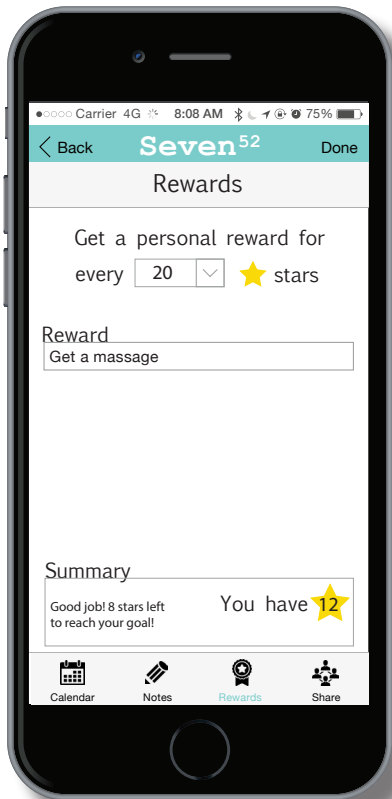 Carrier 4G 8:08 AM 75%
Back Seven52 Done
Rewards
Get a personal reward for
every 20 stars
Reward
Get a massage
Summary
Good job! 8 stars left
to reach your goal!
You have 12
Calendar Notes Rewards Share